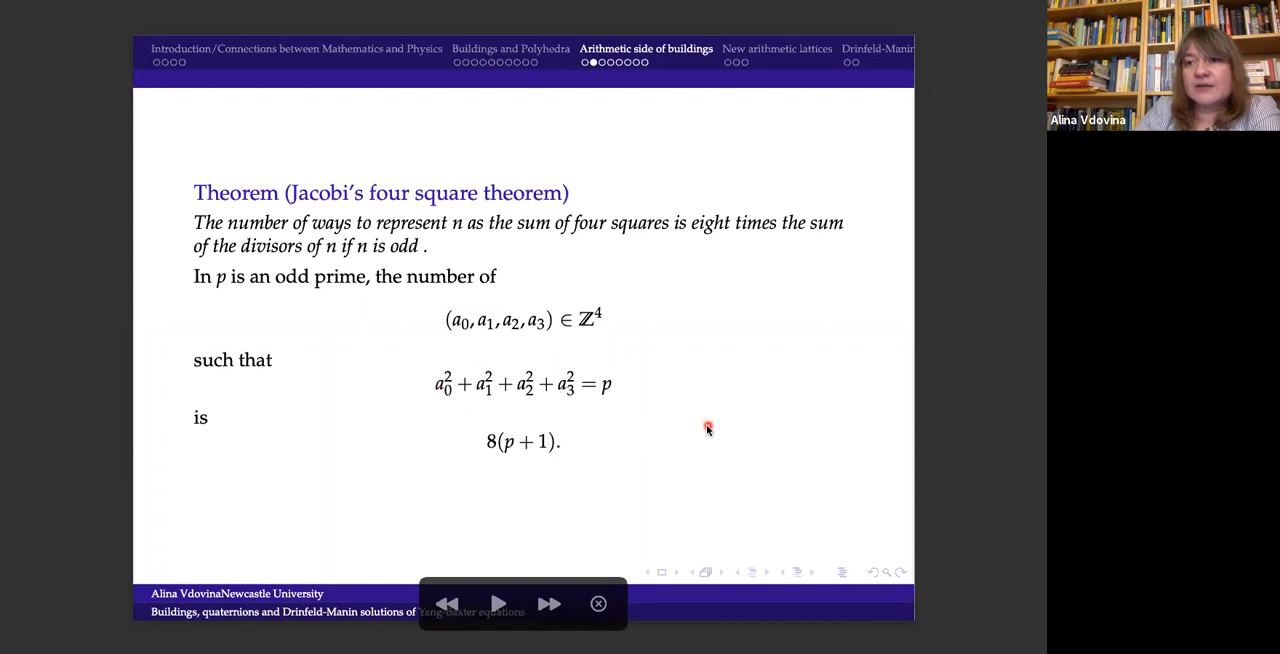 Introduction/Connections between Mathematics and Physics Buildings and Polyhedra Arithmetic side of buildings New arithmetic lattices Drinfeld-Manin
Alina Vdovina
Theorem (Jacobi's four square theorem)
The number of ways to represent n as the sum of four squares is eight times the sum
of the divisors of n if n is odd .
In p is an odd prime, the number of
(a₀, a₁, a₂, a₃) ∈ ℤ⁴
such that
a₀² + a₁² + a₂² + a₃² = p
is
8(p + 1).
Alina VdovinaNewcastle University
Buildings, quaternions and Drinfeld-Manin solutions of Yang-Baxter equations